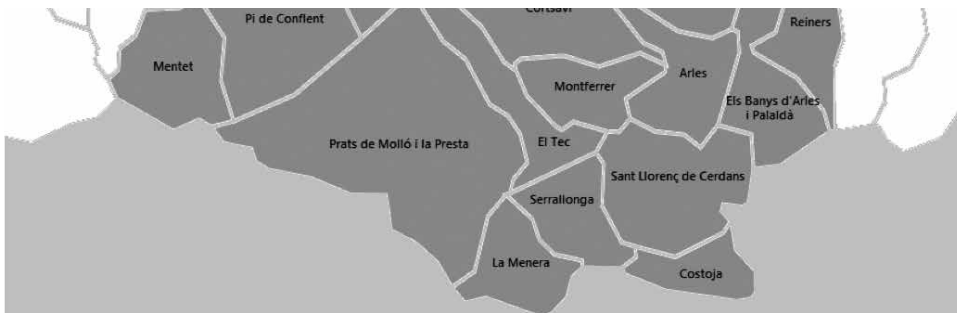 Cortsaví
Pi de Conflent
Reiners
Mentet
Arles
Montferrer
Els Banys d'Arles
i Palaldà
El Tec
Prats de Molló i la Presta
Sant Llorenç de Cerdans
Serrallonga
La Menera
Costoja